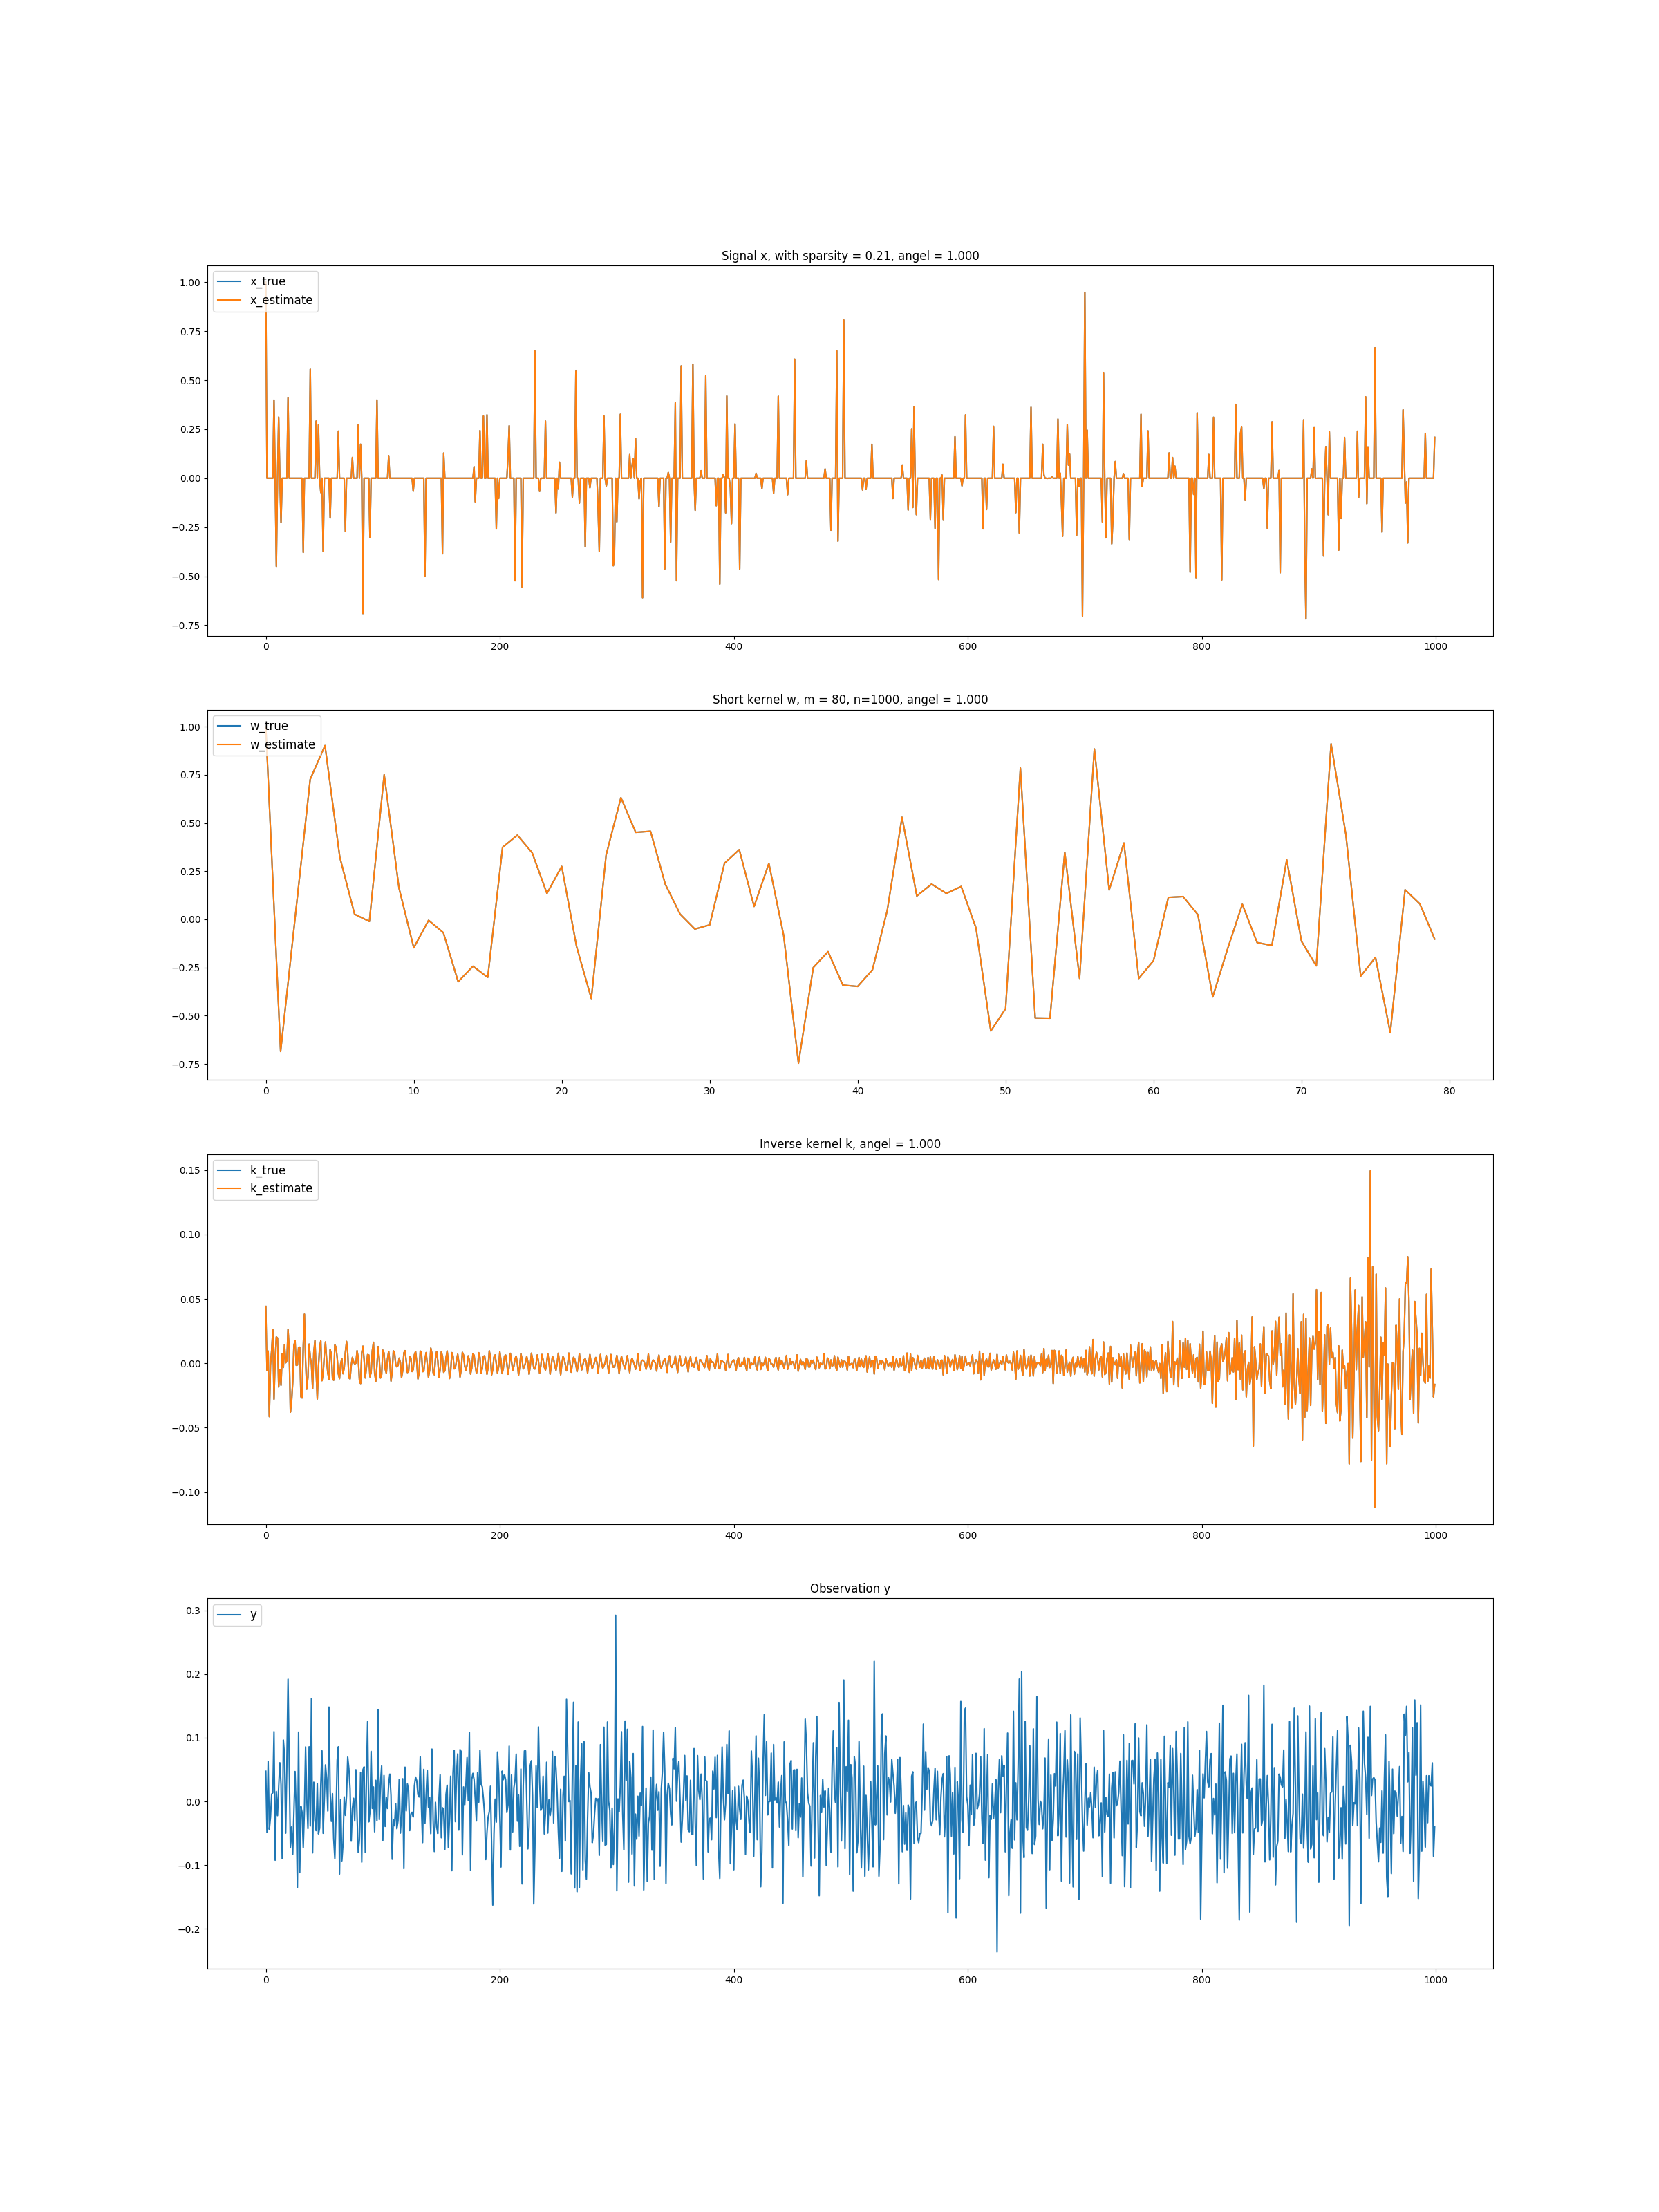 Signal x, with sparsity = 0.21, angel = 1.000
x_true
x_estimate
1.00
0.75
0.50
0.25
0.00
−0.25
−0.50
−0.75
0 200 400 600 800 1000
Short kernel w, m = 80, n=1000, angel = 1.000
w_true
w_estimate
1.00
0.75
0.50
0.25
0.00
−0.25
−0.50
−0.75
0 10 20 30 40 50 60 70 80
Inverse kernel k, angel = 1.000
k_true
k_estimate
0.15
0.10
0.05
0.00
−0.05
−0.10
0 200 400 600 800 1000
Observation y
y
0.3
0.2
0.1
0.0
−0.1
−0.2
0 200 400 600 800 1000